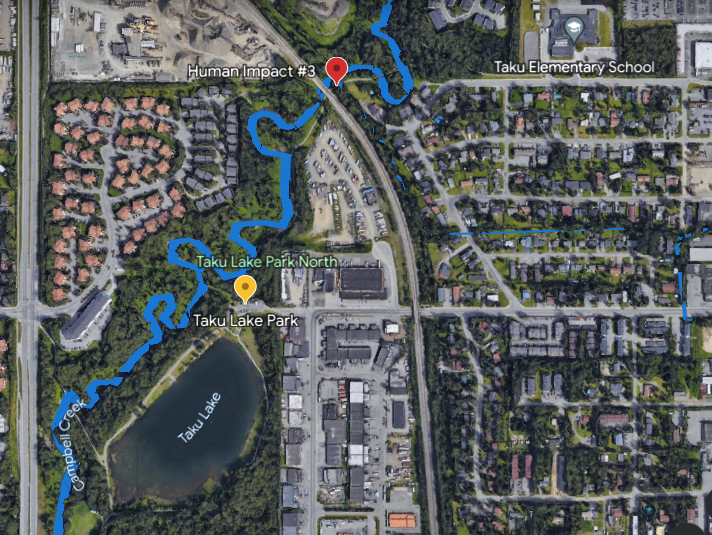 Human Impact #3
Taku Elementary School
Taku Lake Park North
Taku Lake Park
Taku Lake
Campbell Creek